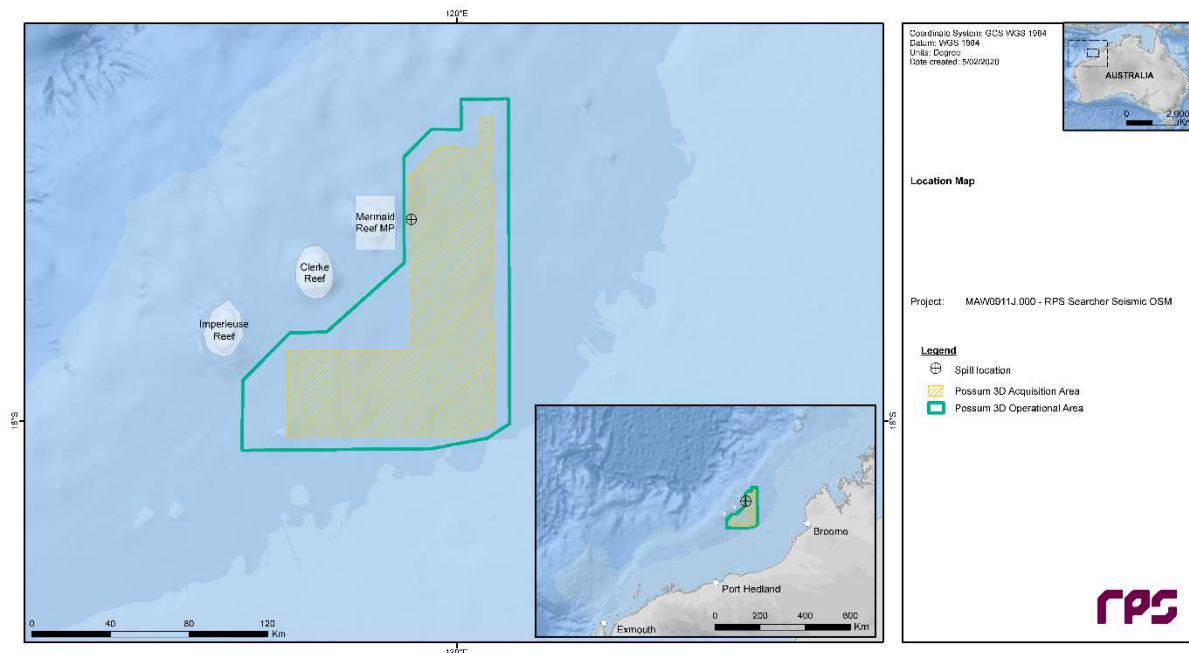 120°E
Mermaid
Reef MP
Clerke
Reef
Imperieuse
Reef
18°S
18°S
0 40 80 120
Km
120°E
Broome
Port Hedland
Exmouth
0 200 400 600
Km
Coordinate System: GCS WGS 1984
Datum: WGS 1984
Units: Degree
Date created: 5/02/2020
AUSTRALIA
0 2,000
Km
Location Map
Project: MAW0911J.000 - RPS Searcher Seismic OSM
Legend
Spill location
Possum 3D Acquisition Area
Possum 3D Operational Area
rps